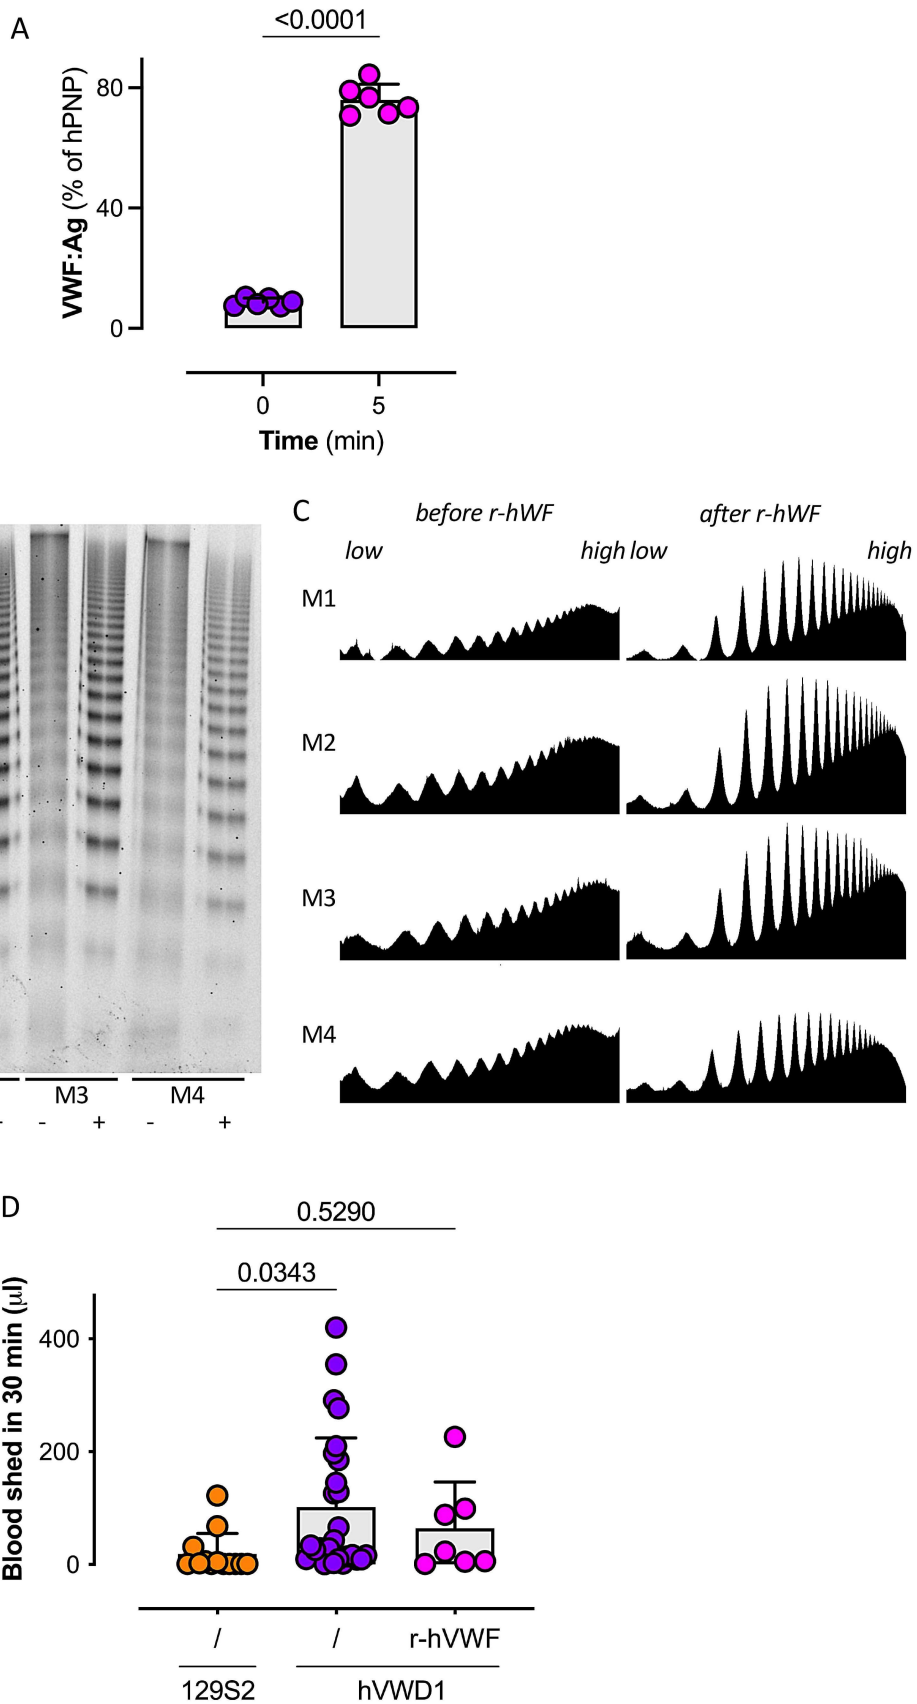 A
<0.0001
VWF:Ag (% of hPNP)
80
40
0
0 5
Time (min)
C
before r-hWF after r-hWF
low high low high
M1
M2
M3
M4
M3 M4
- + - +
D
0.5290
0.0343
Blood shed in 30 min (µl)
400
200
0
/ / r-hVWF
129S2 hVWD1